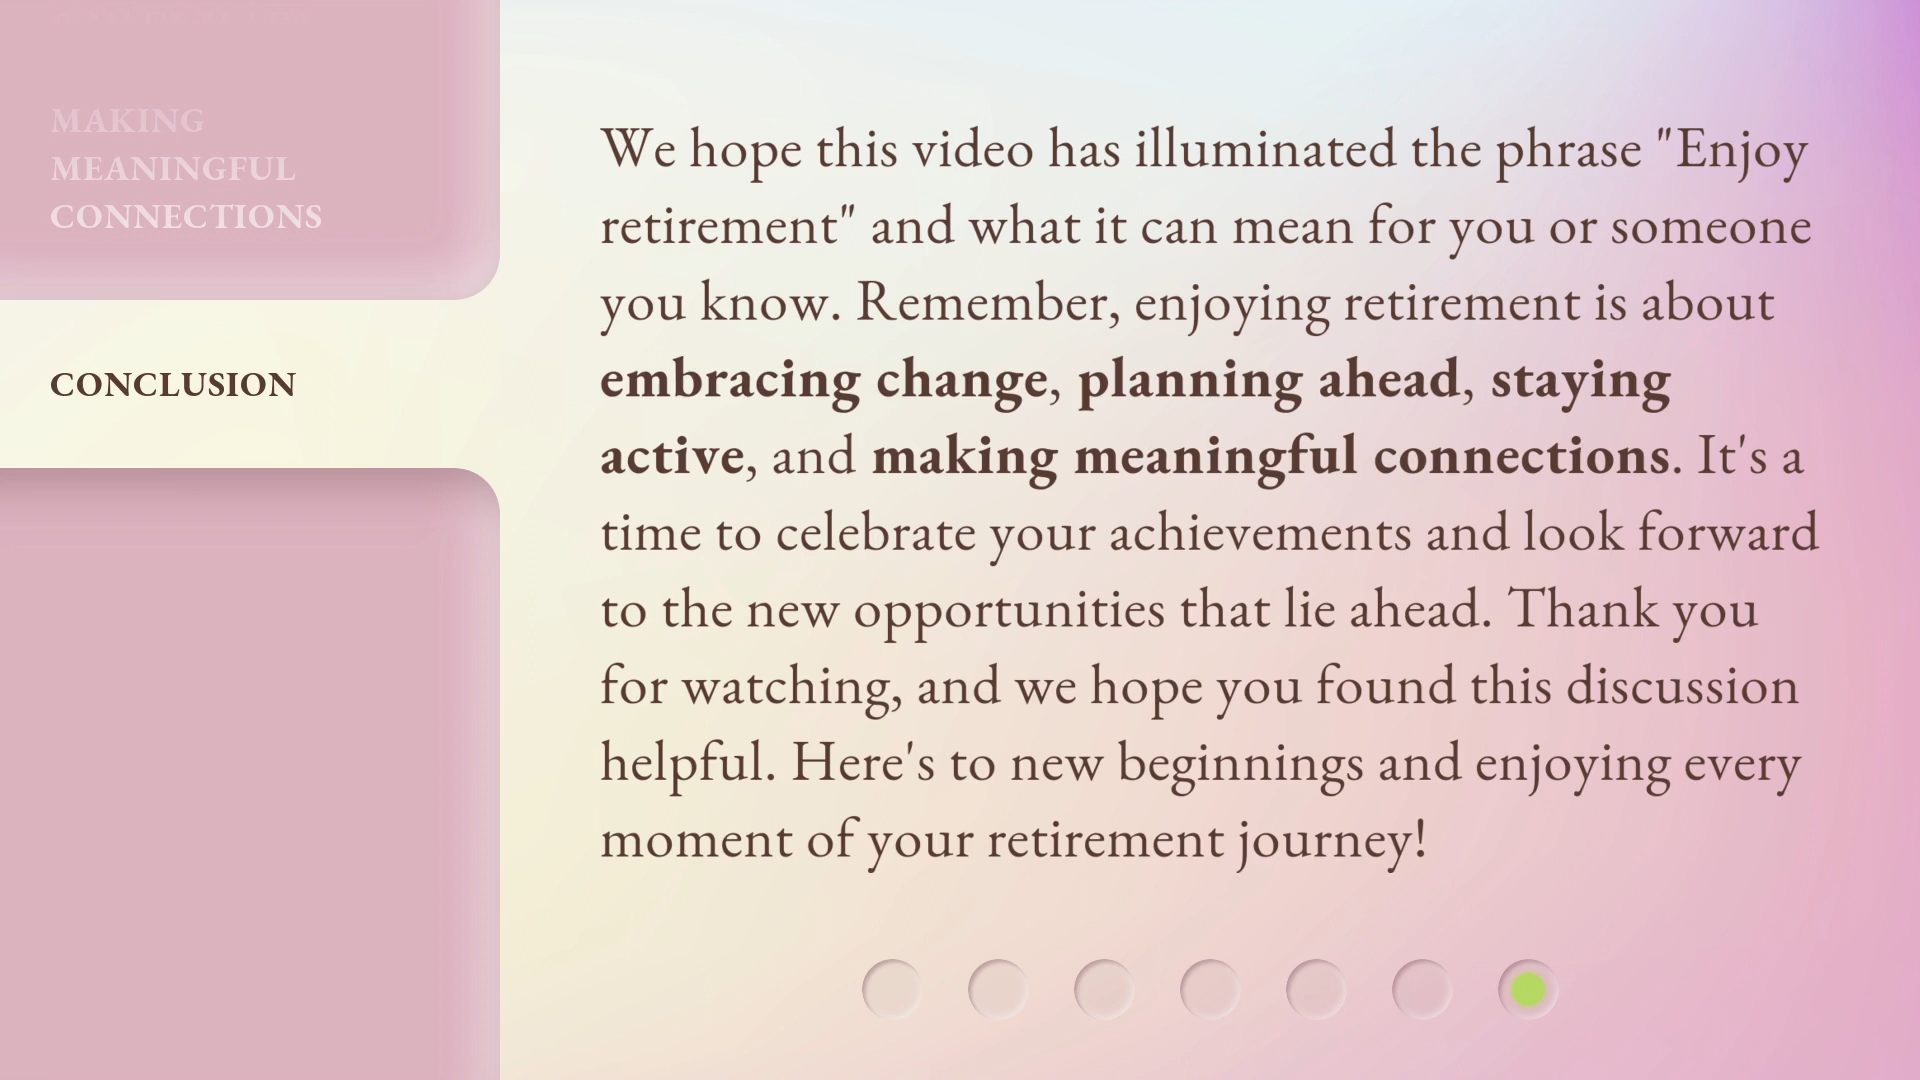 MAKING
MEANINGFUL
CONNECTIONS
CONCLUSION
We hope this video has illuminated the phrase "Enjoy
retirement" and what it can mean for you or someone
you know. Remember, enjoying retirement is about
embracing change, planning ahead, staying
active, and making meaningful connections. It's a
time to celebrate your achievements and look forward
to the new opportunities that lie ahead. Thank you
for watching, and we hope you found this discussion
helpful. Here's to new beginnings and enjoying every
moment of your retirement journey!